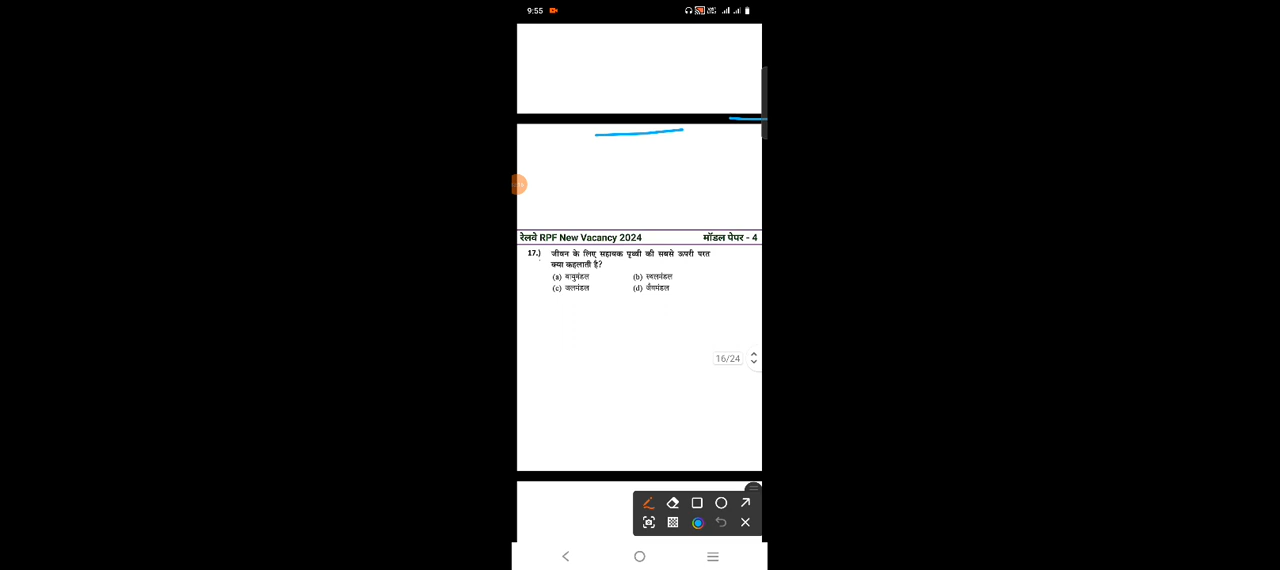 9:55
रेलवे RPF New Vacancy 2024 मॉडल पेपर - 4
17.) जीवन के लिए सहायक पृथ्वी की सबसे ऊपरी परत
क्या कहलाती है?
(a) वायुमंडल (b) स्थलमंडल
(c) जलमंडल (d) जैवमंडल
16/24